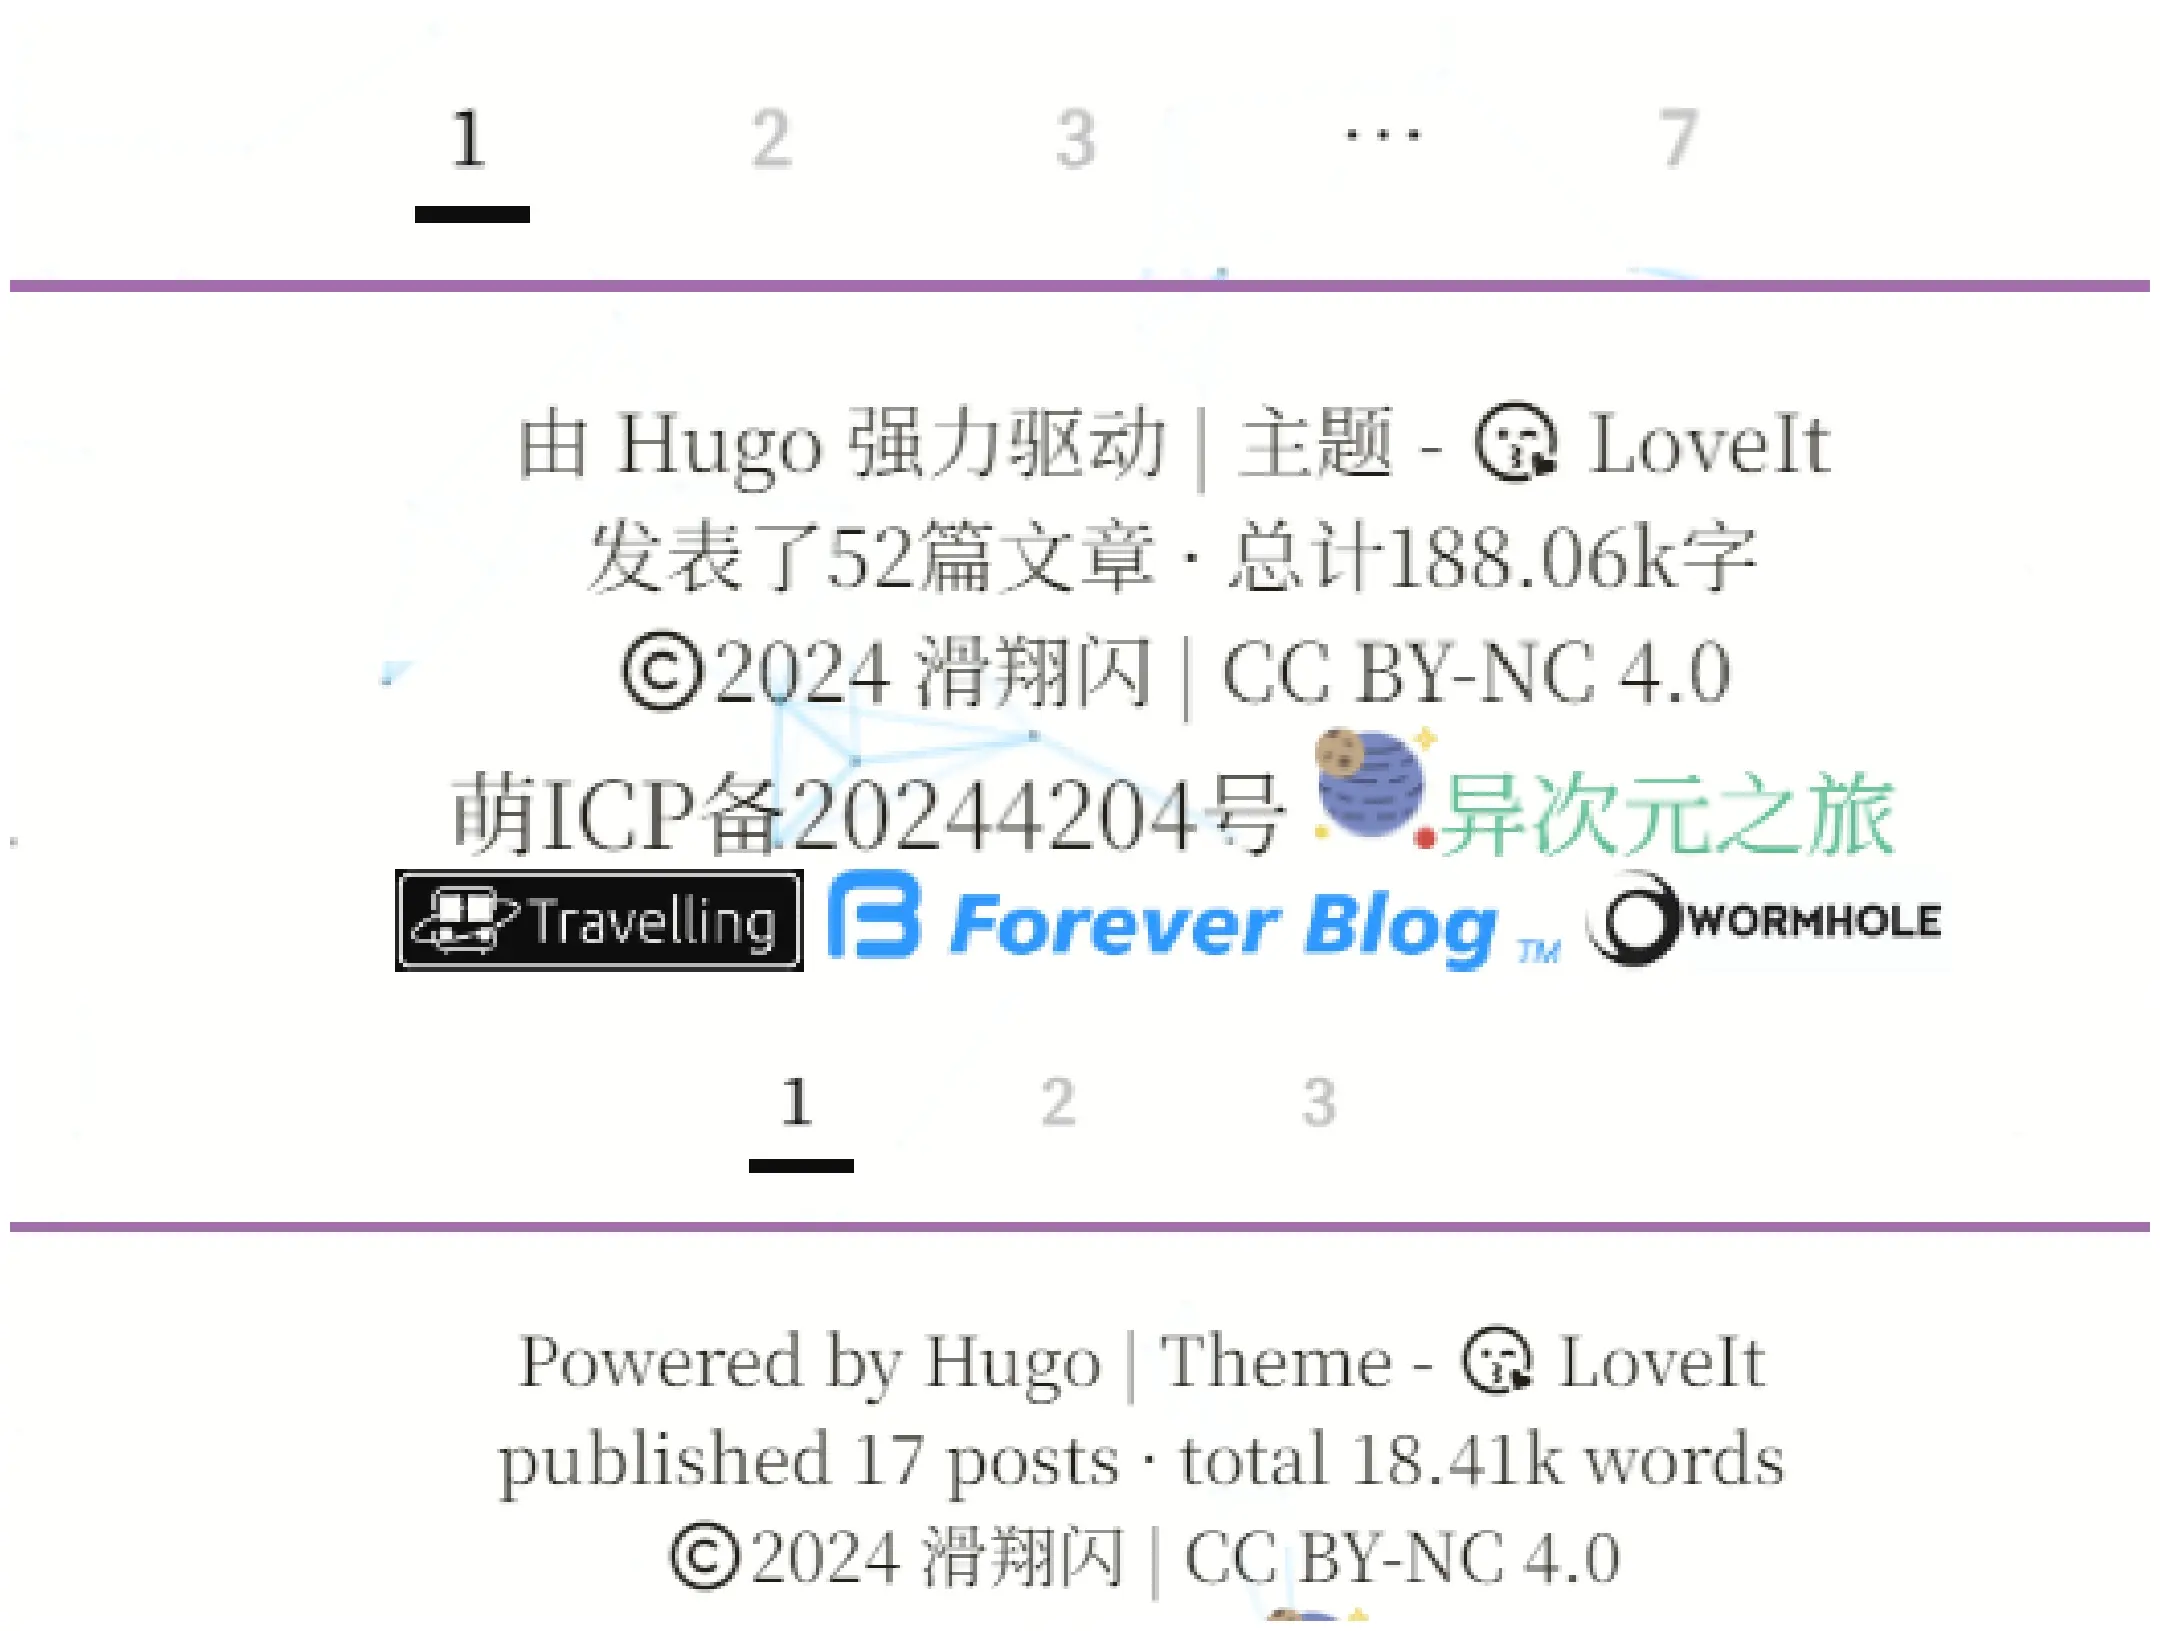 1 2 3 ... 7
由 Hugo 强力驱动 | 主题 - LoveIt
发表了52篇文章 · 总计188.06k字
©2024 滑翔闪 | CC BY-NC 4.0
萌ICP备20244204号 异次元之旅
Travelling Forever Blog TM WORMHOLE
1 2 3
Powered by Hugo | Theme - LoveIt
published 17 posts · total 18.41k words
©2024 滑翔闪 | CC BY-NC 4.0